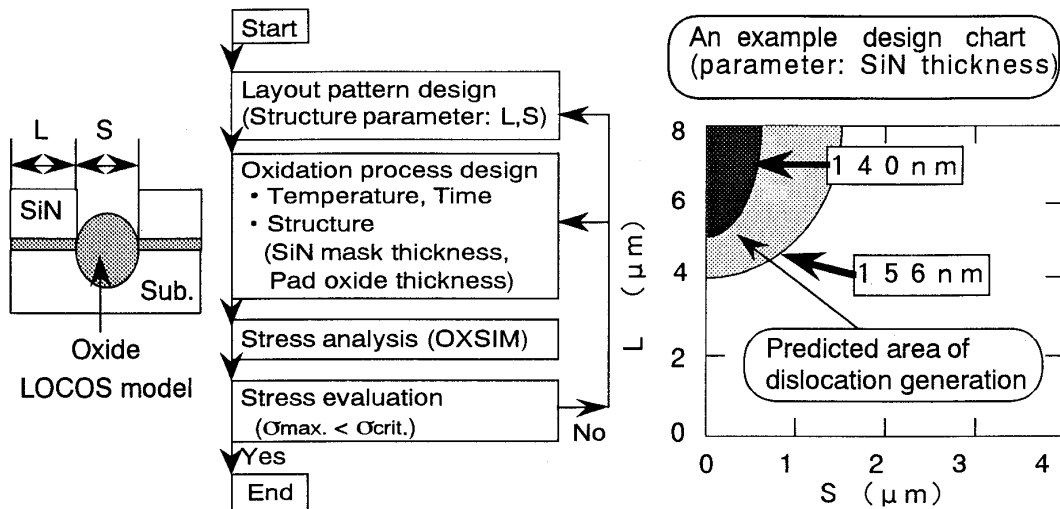 L S
SiN
Sub.
Oxide
LOCOS model
Start
Layout pattern design
(Structure parameter: L,S)
Oxidation process design
・Temperature, Time
・Structure
(SiN mask thickness,
Pad oxide thickness)
Stress analysis (OXSIM)
Stress evaluation
(σmax. < σcrit.)
No
Yes
End
An example design chart
(parameter: SiN thickness)
8
6
4
2
0
L (μm)
140nm
156nm
Predicted area of
dislocation generation
0 1 2 3 4
S (μm)